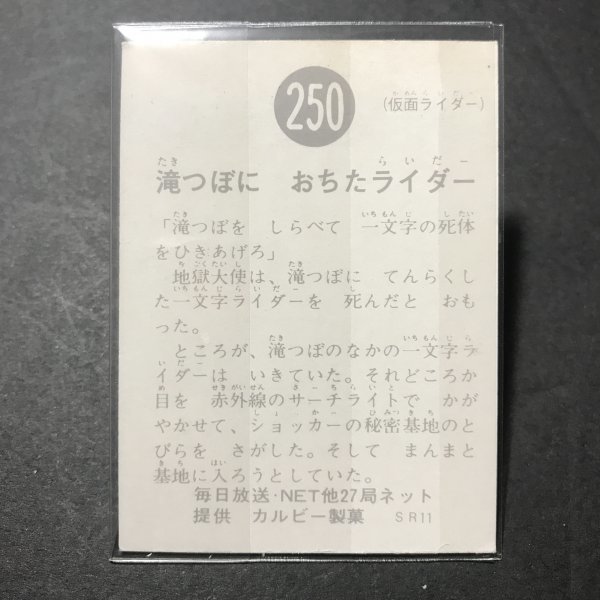 250
(仮面ライダー)
滝つぼに おちたライダー
「滝つぼを しらべて 一文字の死体
をひきあげろ」
地獄大使は、滝つぼに てんらくし
た一文字ライダーを 死んだと おも
った。
ところが、滝つぼのなかの一文字ラ
イダーは いきていた。それどころか
目を 赤外線のサーチライトで かが
やかせて、ショッカーの秘密基地のと
びらを さがした。そして まんまと
基地に入ろうとしていた。
毎日放送・NET他27局ネット
提供 カルビー製菓 SR11